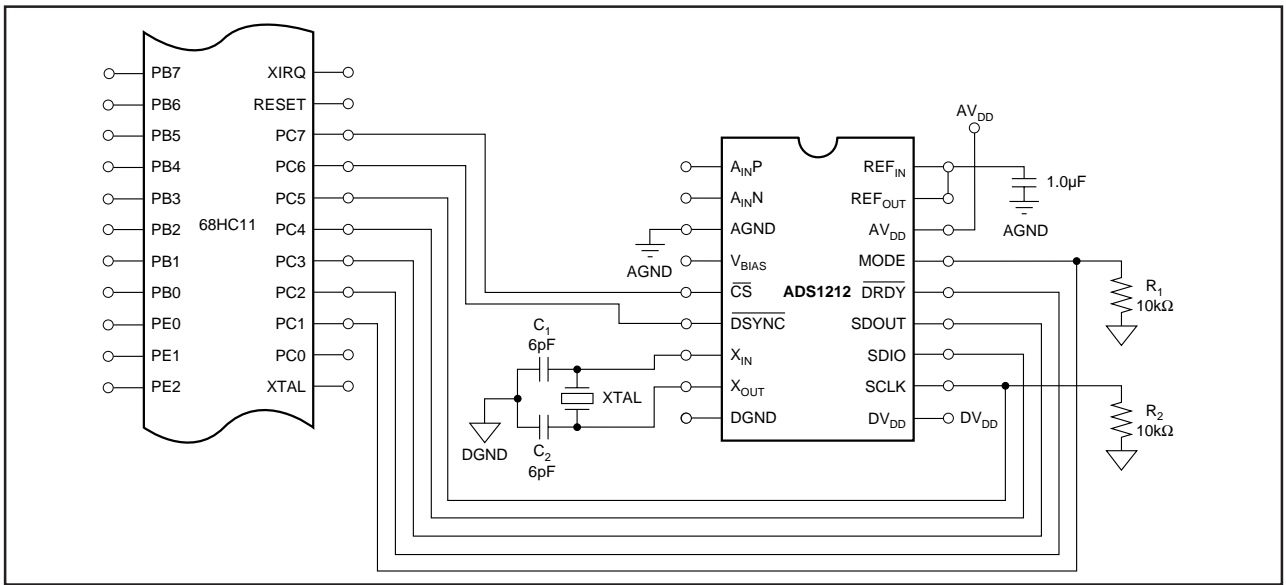 PB7
PB6
PB5
PB4
PB3
PB2
PB1
PB0
PE0
PE1
PE2
68HC11
XIRQ
RESET
PC7
PC6
PC5
PC4
PC3
PC2
PC1
PC0
XTAL
C1
6pF
C2
6pF
XTAL
DGND
AGND
AINP
AINN
AGND
VBIAS
CS
DSYNC
XIN
XOUT
DGND
ADS1212
REFIN
REFOUT
AVDD
MODE
DRDY
SDOUT
SDIO
SCLK
DVDD
AVDD
1.0µF
AGND
R1
10kΩ
DVDD
R2
10kΩ